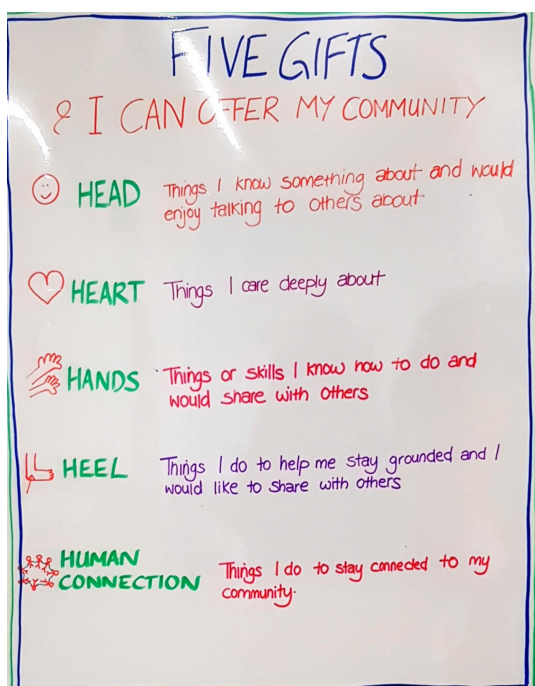 FIVE GIFTS
& I CAN OFFER MY COMMUNITY
HEAD Things I know something about and would
enjoy talking to others about
HEART Things I care deeply about
HANDS Things or skills I know how to do and
would share with others
HEEL Things I do to help me stay grounded and I
would like to share with others
HUMAN
CONNECTION Things I do to stay connected to my
community.